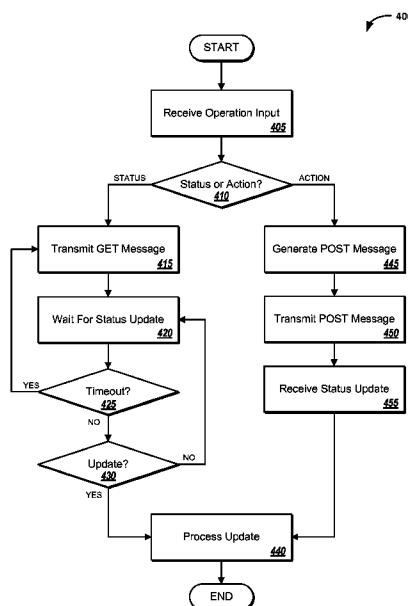 40
START
Receive Operation Input
405
Status or Action?
410
STATUS
ACTION
Transmit GET Message
415
Generate POST Message
445
Wait For Status Update
420
Transmit POST Message
450
Timeout?
425
YES
NO
Receive Status Update
455
Update?
430
NO
YES
Process Update
440
END